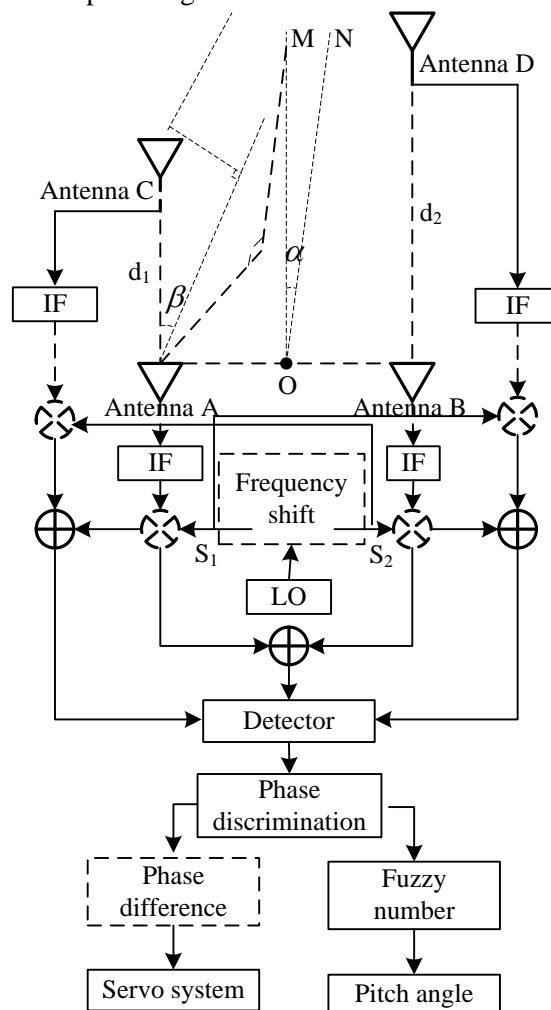 M N
Antenna D
Antenna C
d₁
d₂
α
β
IF
IF
O
Antenna A
Antenna B
IF
IF
Frequency
shift
S₁
S₂
LO
Detector
Phase
discrimination
Phase
difference
Fuzzy
number
Servo system
Pitch angle